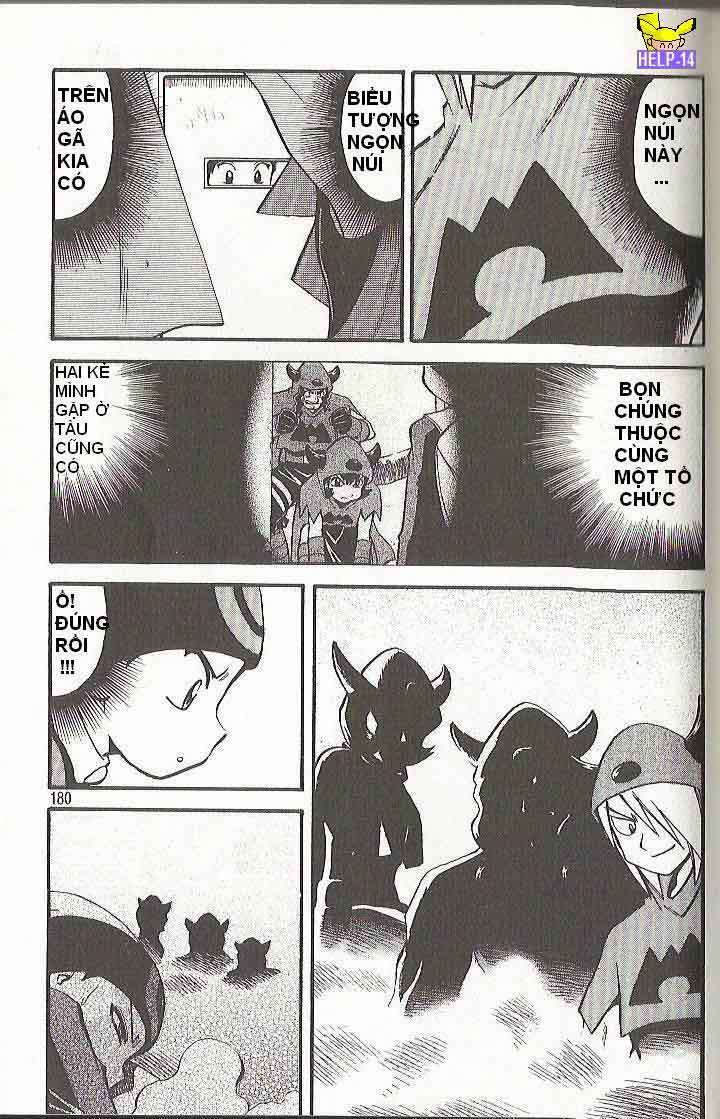 HELP-14
TRÊN
ÁO
GÃ
KIA
CÓ
BIỂU
TƯỢNG
NGỌN
NÚI
NGỌN
NÚI
NÀY
...
HAI KẺ
MÌNH
GẶP Ở
TÀU
CŨNG
CÓ
BỌN
CHÚNG
THUỘC
CÙNG
MỘT TỔ
CHỨC
Ồ!
ĐÚNG
RỒI
!!!
180